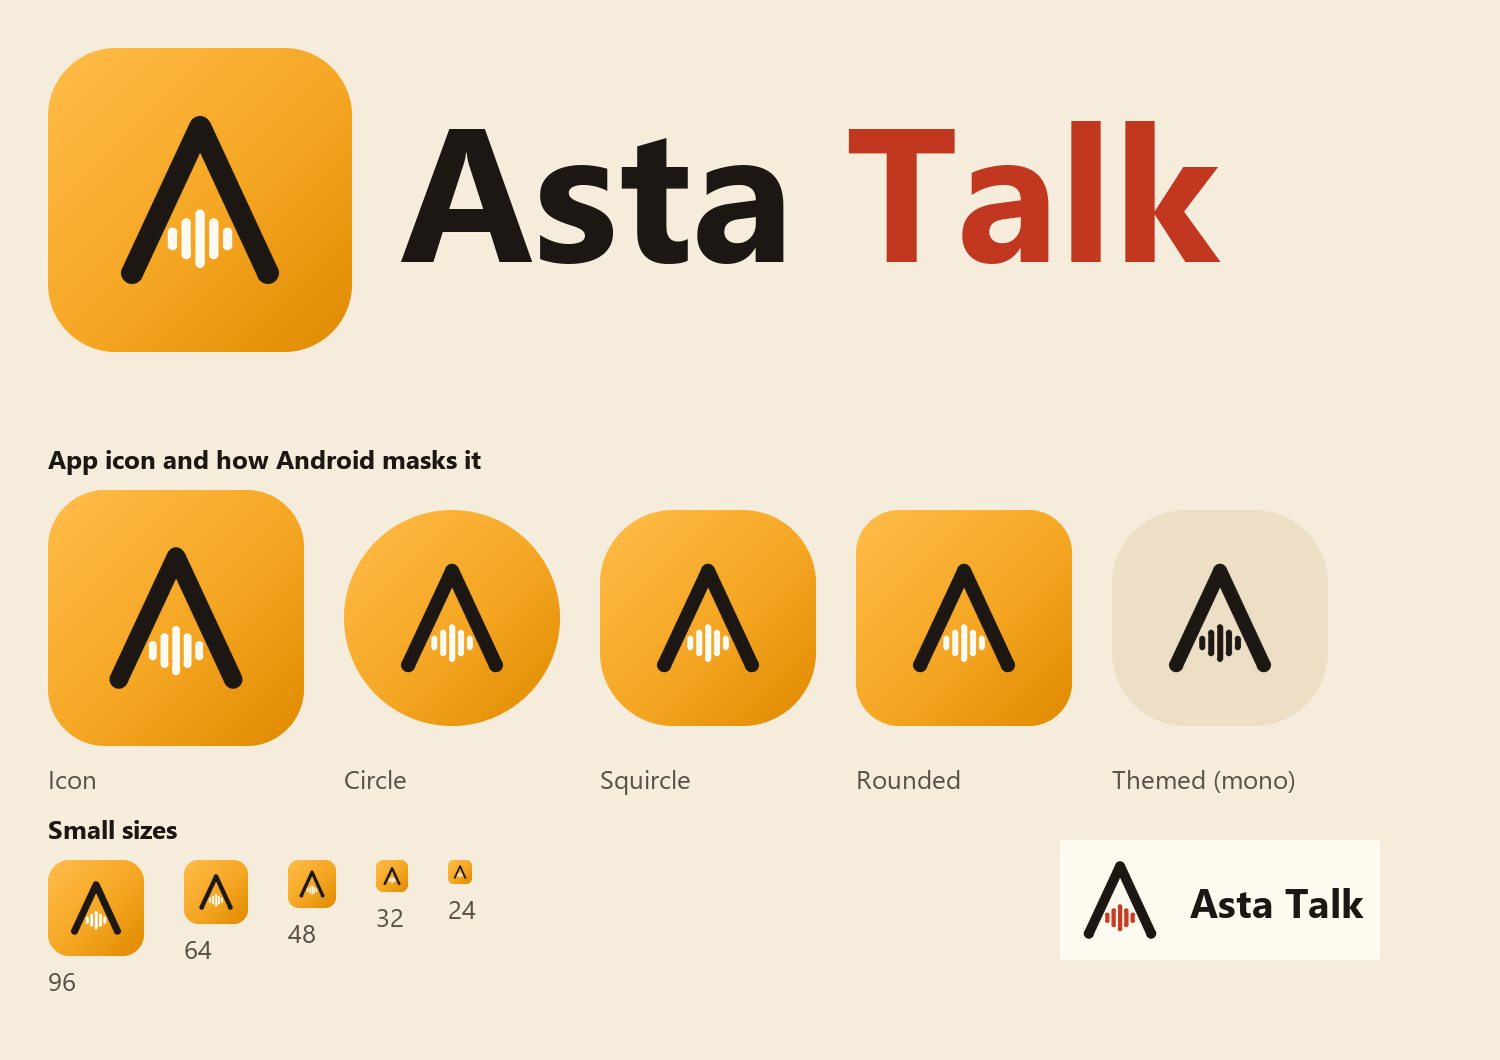 Asta Talk
App icon and how Android masks it
Icon
Circle
Squircle
Rounded
Themed (mono)
Small sizes
96
64
48
32
24
Asta Talk